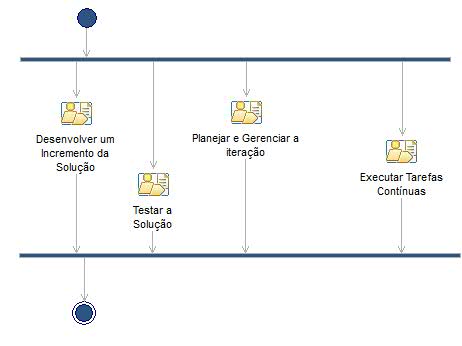 Desenvolver um
Incremento da
Solução
Testar a
Solução
Planejar e Gerenciar a
iteração
Executar Tarefas
Contínuas